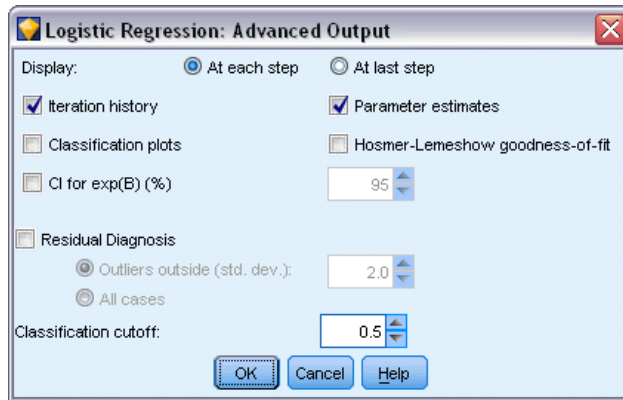 Logistic Regression: Advanced Output
Display: At each step At last step
Iteration history Parameter estimates
Classification plots Hosmer-Lemeshow goodness-of-fit
CI for exp(B) (%) 95
Residual Diagnosis
Outliers outside (std. dev.): 2.0
All cases
Classification cutoff: 0.5
OK Cancel Help